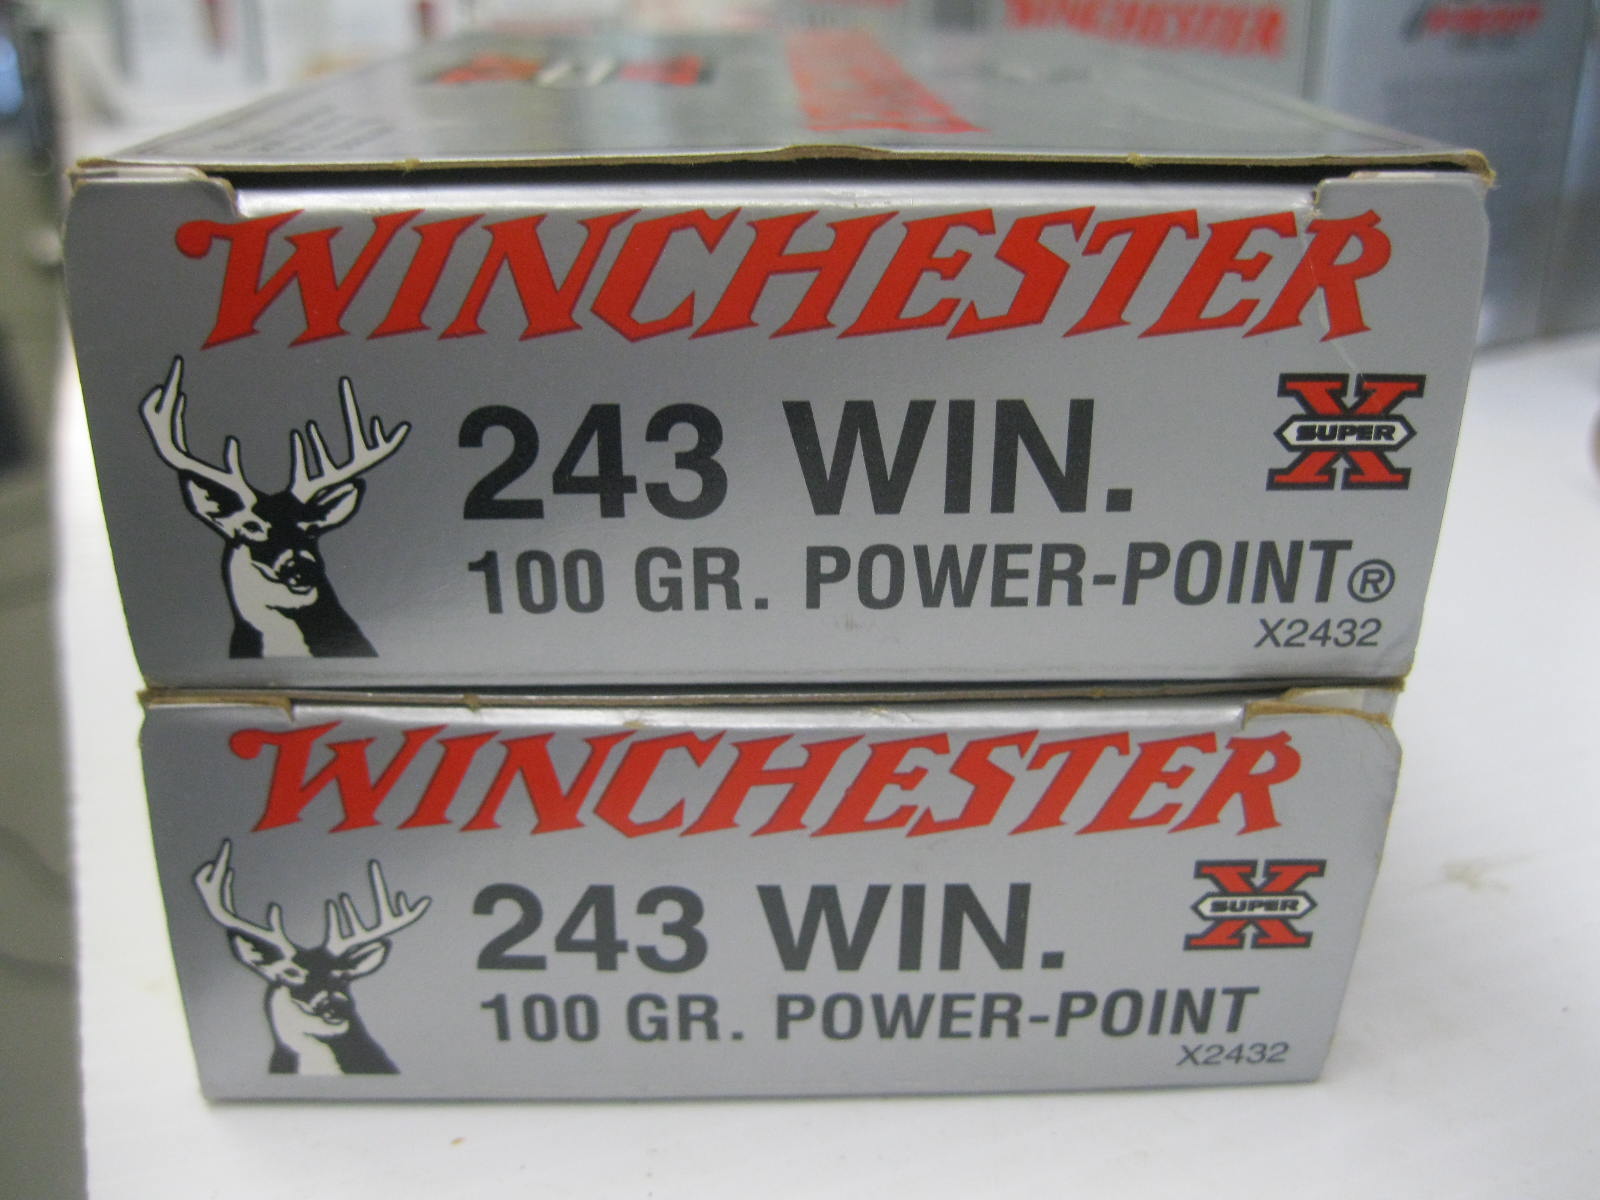 WINCHESTER
WINCHESTER
243 WIN.
X
SUPER
100 GR. POWER-POINT®
X2432
WINCHESTER
243 WIN.
X
SUPER
100 GR. POWER-POINT
X2432